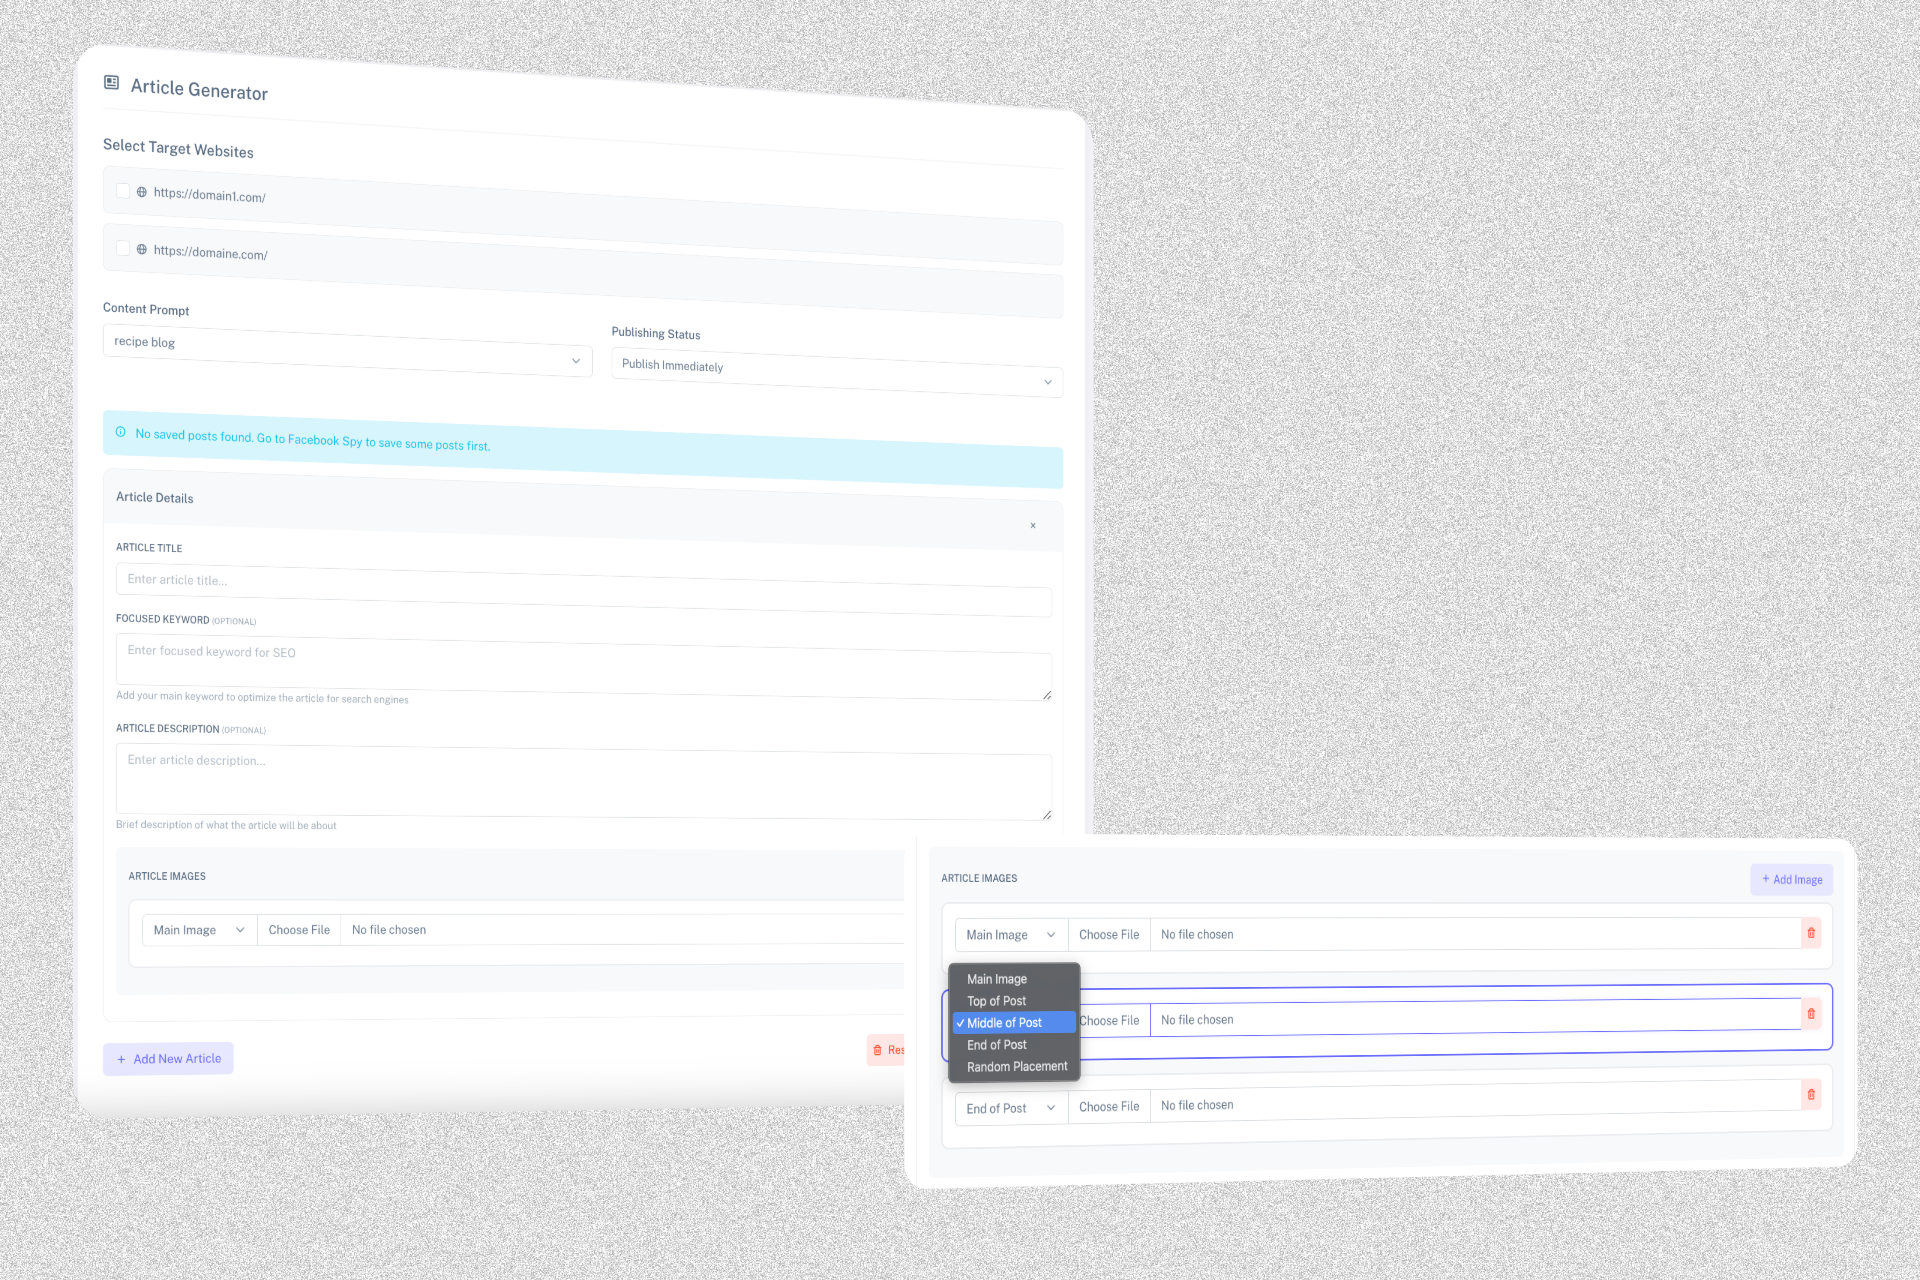 Article Generator
Select Target Websites
https://domain1.com/
https://domaine.com/
Content Prompt
recipe blog
Publishing Status
Publish Immediately
No saved posts found. Go to Facebook Spy to save some posts first.
Article Details
×
ARTICLE TITLE
Enter article title...
FOCUSED KEYWORD (OPTIONAL)
Enter focused keyword for SEO
Add your main keyword to optimize the article for search engines
ARTICLE DESCRIPTION (OPTIONAL)
Enter article description...
Brief description of what the article will be about
ARTICLE IMAGES
Main Image Choose File No file chosen
+ Add New Article
Res
ARTICLE IMAGES
+ Add Image
Main Image Choose File No file chosen
Main Image
Top of Post
✓ Middle of Post
End of Post
Random Placement
Choose File No file chosen
End of Post Choose File No file chosen